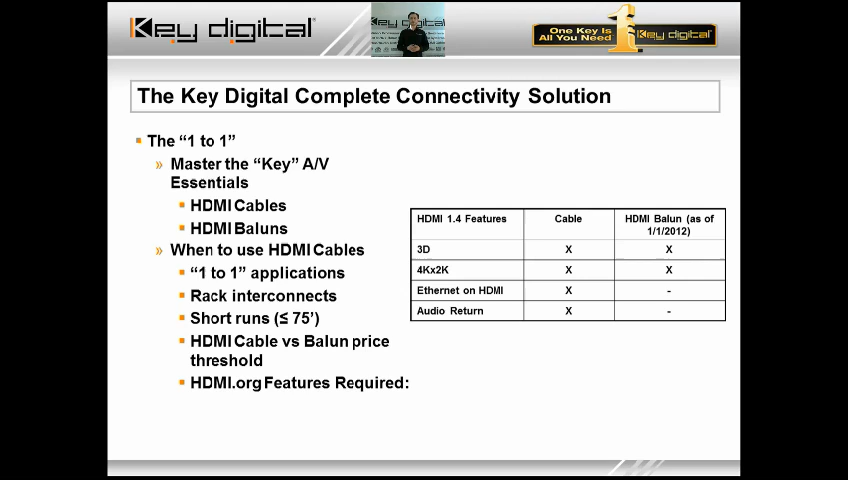 Key digital
Key digital
One Key Is
All You Need
1
Key digital
The Key Digital Complete Connectivity Solution
The “1 to 1”
» Master the “Key” A/V
Essentials
HDMI Cables
HDMI Baluns
» When to use HDMI Cables
“1 to 1” applications
Rack interconnects
Short runs (≤ 75’)
HDMI Cable vs Balun price
threshold
HDMI.org Features Required:
HDMI 1.4 Features Cable HDMI Balun (as of
1/1/2012)
3D X X
4Kx2K X X
Ethernet on HDMI X -
Audio Return X -